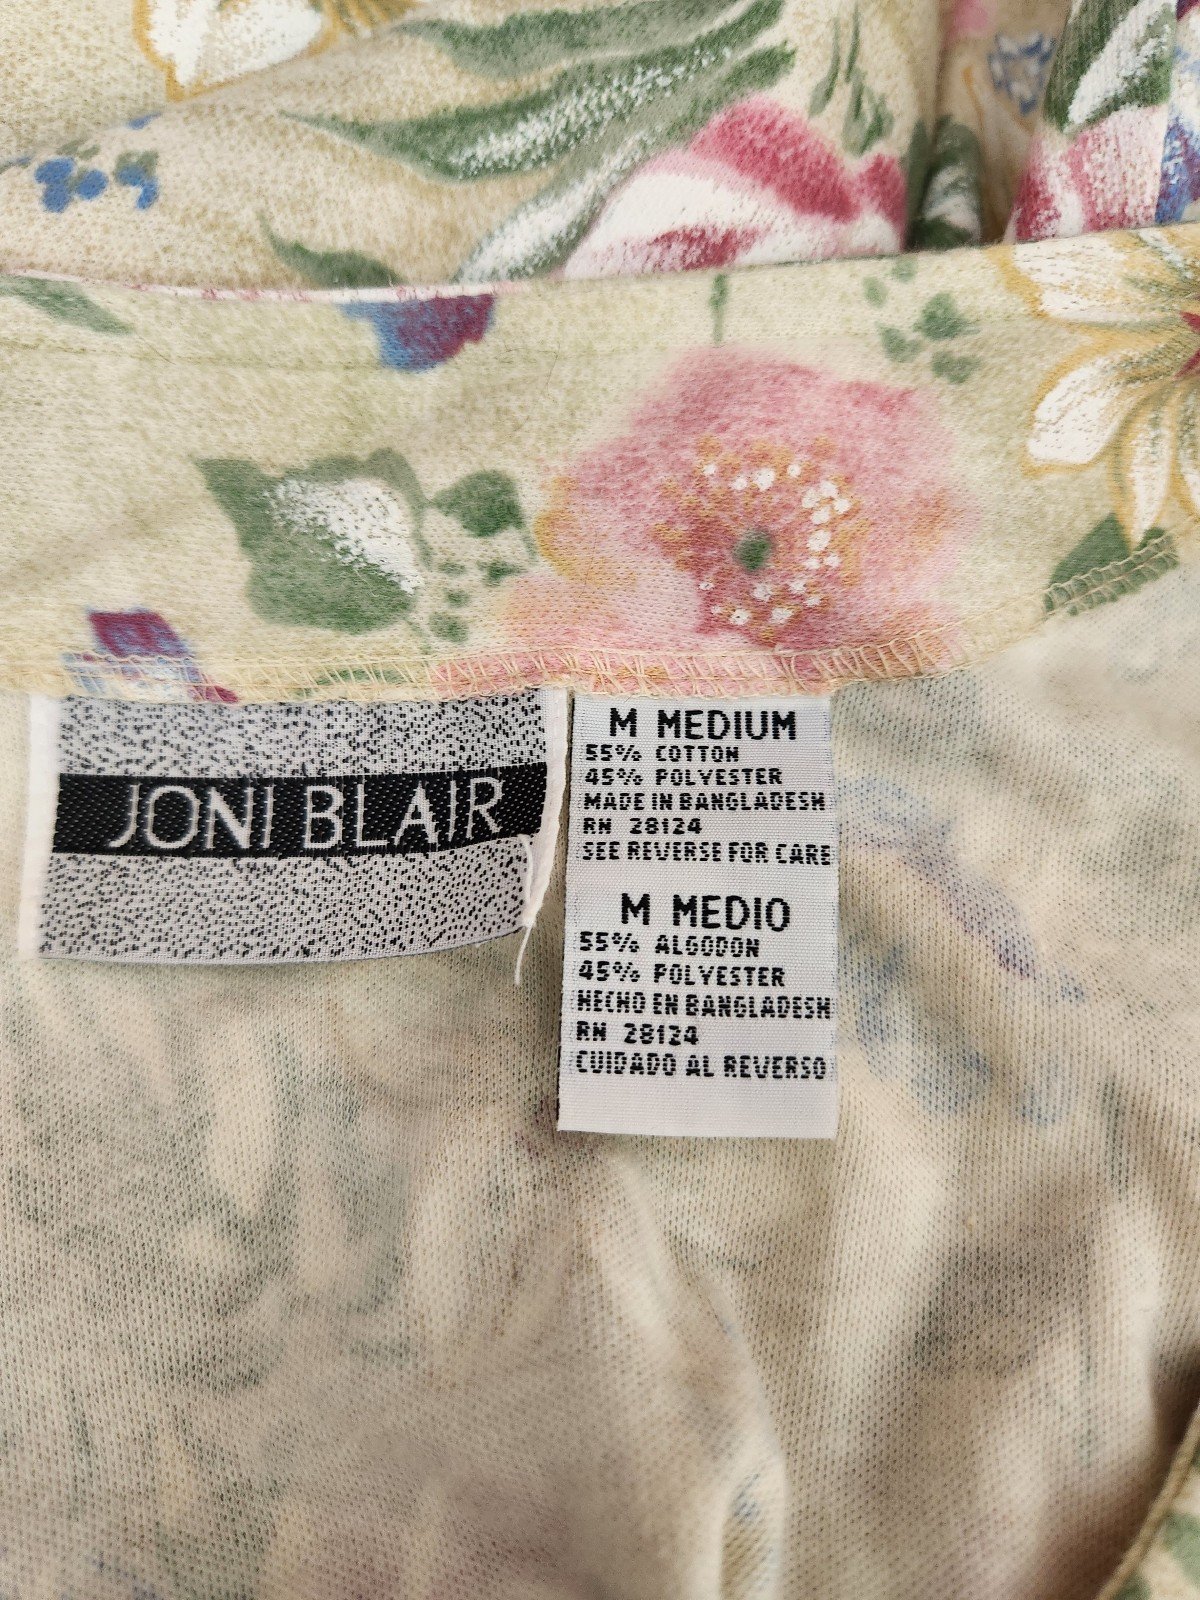 JONI BLAIR
M MEDIUM
55% COTTON
45% POLYESTER
MADE IN BANGLADESH
RN 28124
SEE REVERSE FOR CARE
M MEDIO
55% ALGODON
45% POLYESTER
HECHO EN BANGLADESH
RN 28124
CUIDADO AL REVERSO